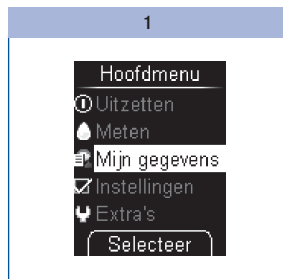 1
Hoofdmenu
Uitzetten
Meten
Mijn gegevens
Instellingen
Extra's
Selecteer